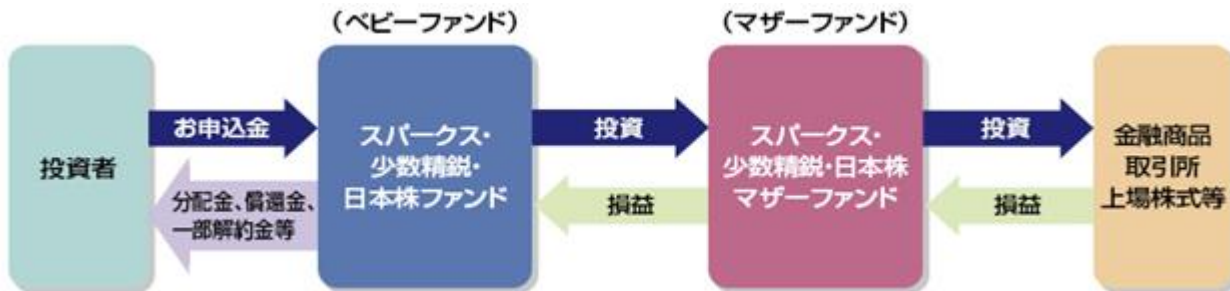 （ベビーファンド）
（マザーファンド）
投資者
お申込金
分配金、償還金、
一部解約金等
スパークス・
少数精鋭・
日本株ファンド
投資
損益
スパークス・
少数精鋭・日本株
マザーファンド
投資
損益
金融商品
取引所
上場株式等